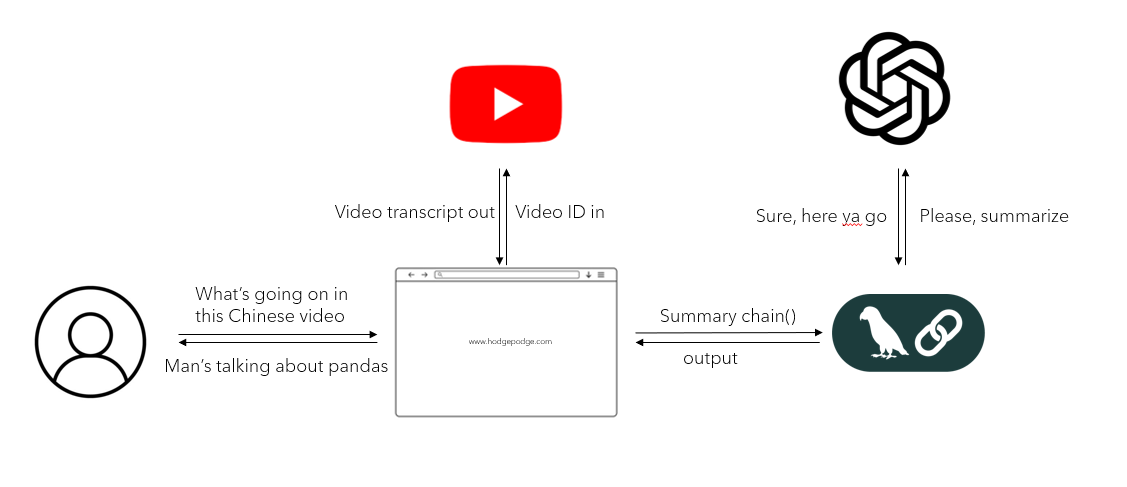 Video transcript out
Video ID in
Sure, here ya go
Please, summarize
What's going on in
this Chinese video
Man's talking about pandas
www.hodgepodge.com
Summary chain()
output